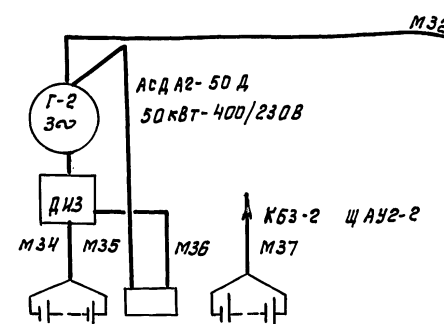 М32
АсДА2-50Д
50кВт-400/230В
Г-2
3∾
ДИЗ
КБЗ-2 ЩАУ2-2
М34 М35 М36 М37